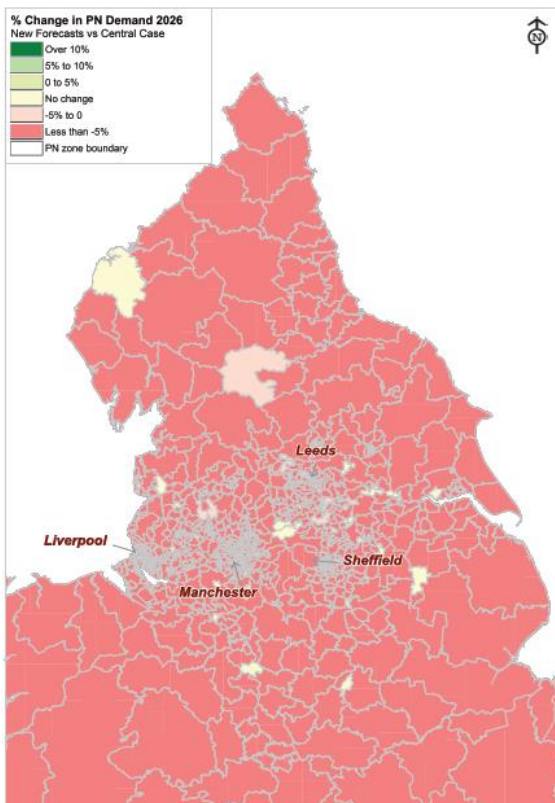 % Change in PN Demand 2026
New Forecasts vs Central Case
Over 10%
5% to 10%
0 to 5%
No change
-5% to 0
Less than -5%
PN zone boundary
N
Leeds
Liverpool
Sheffield
Manchester